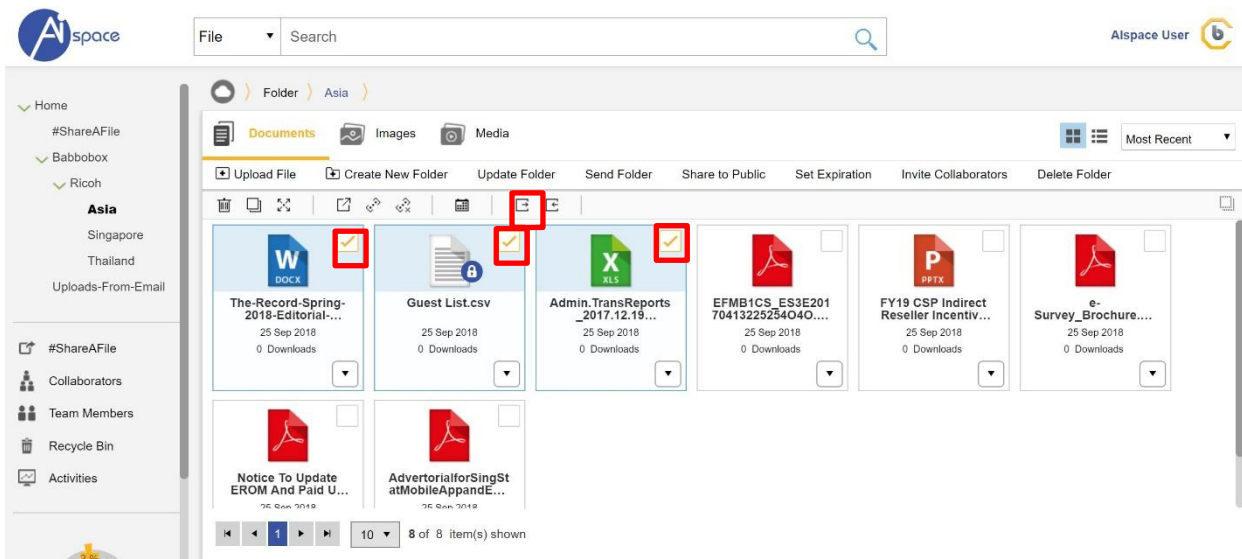 Aispace
File
Search
AIspace User
b
Folder
Asia
Home
#ShareAFile
Babbobox
Ricoh
Asia
Singapore
Thailand
Uploads-From-Email
#ShareAFile
Collaborators
Team Members
Recycle Bin
Activities
Documents
Images
Media
Most Recent
Upload File
Create New Folder
Update Folder
Send Folder
Share to Public
Set Expiration
Invite Collaborators
Delete Folder
W
DOCX
The-Record-Spring-
2018-Editorial-...
25 Sep 2018
0 Downloads
Guest List.csv
25 Sep 2018
0 Downloads
X
XLS
Admin.TransReports
_2017.12.19...
25 Sep 2018
0 Downloads
EFMB1CS_ES3E201
70413225254O4O....
25 Sep 2018
0 Downloads
P
PPTX
FY19 CSP Indirect
Reseller Incentiv...
25 Sep 2018
0 Downloads
e-
Survey_Brochure....
25 Sep 2018
0 Downloads
Notice To Update
EROM And Paid U...
25 Sep 2018
AdvertorialforSingSt
atMobileAppandE...
25 Sep 2018
1
10
8 of 8 item(s) shown